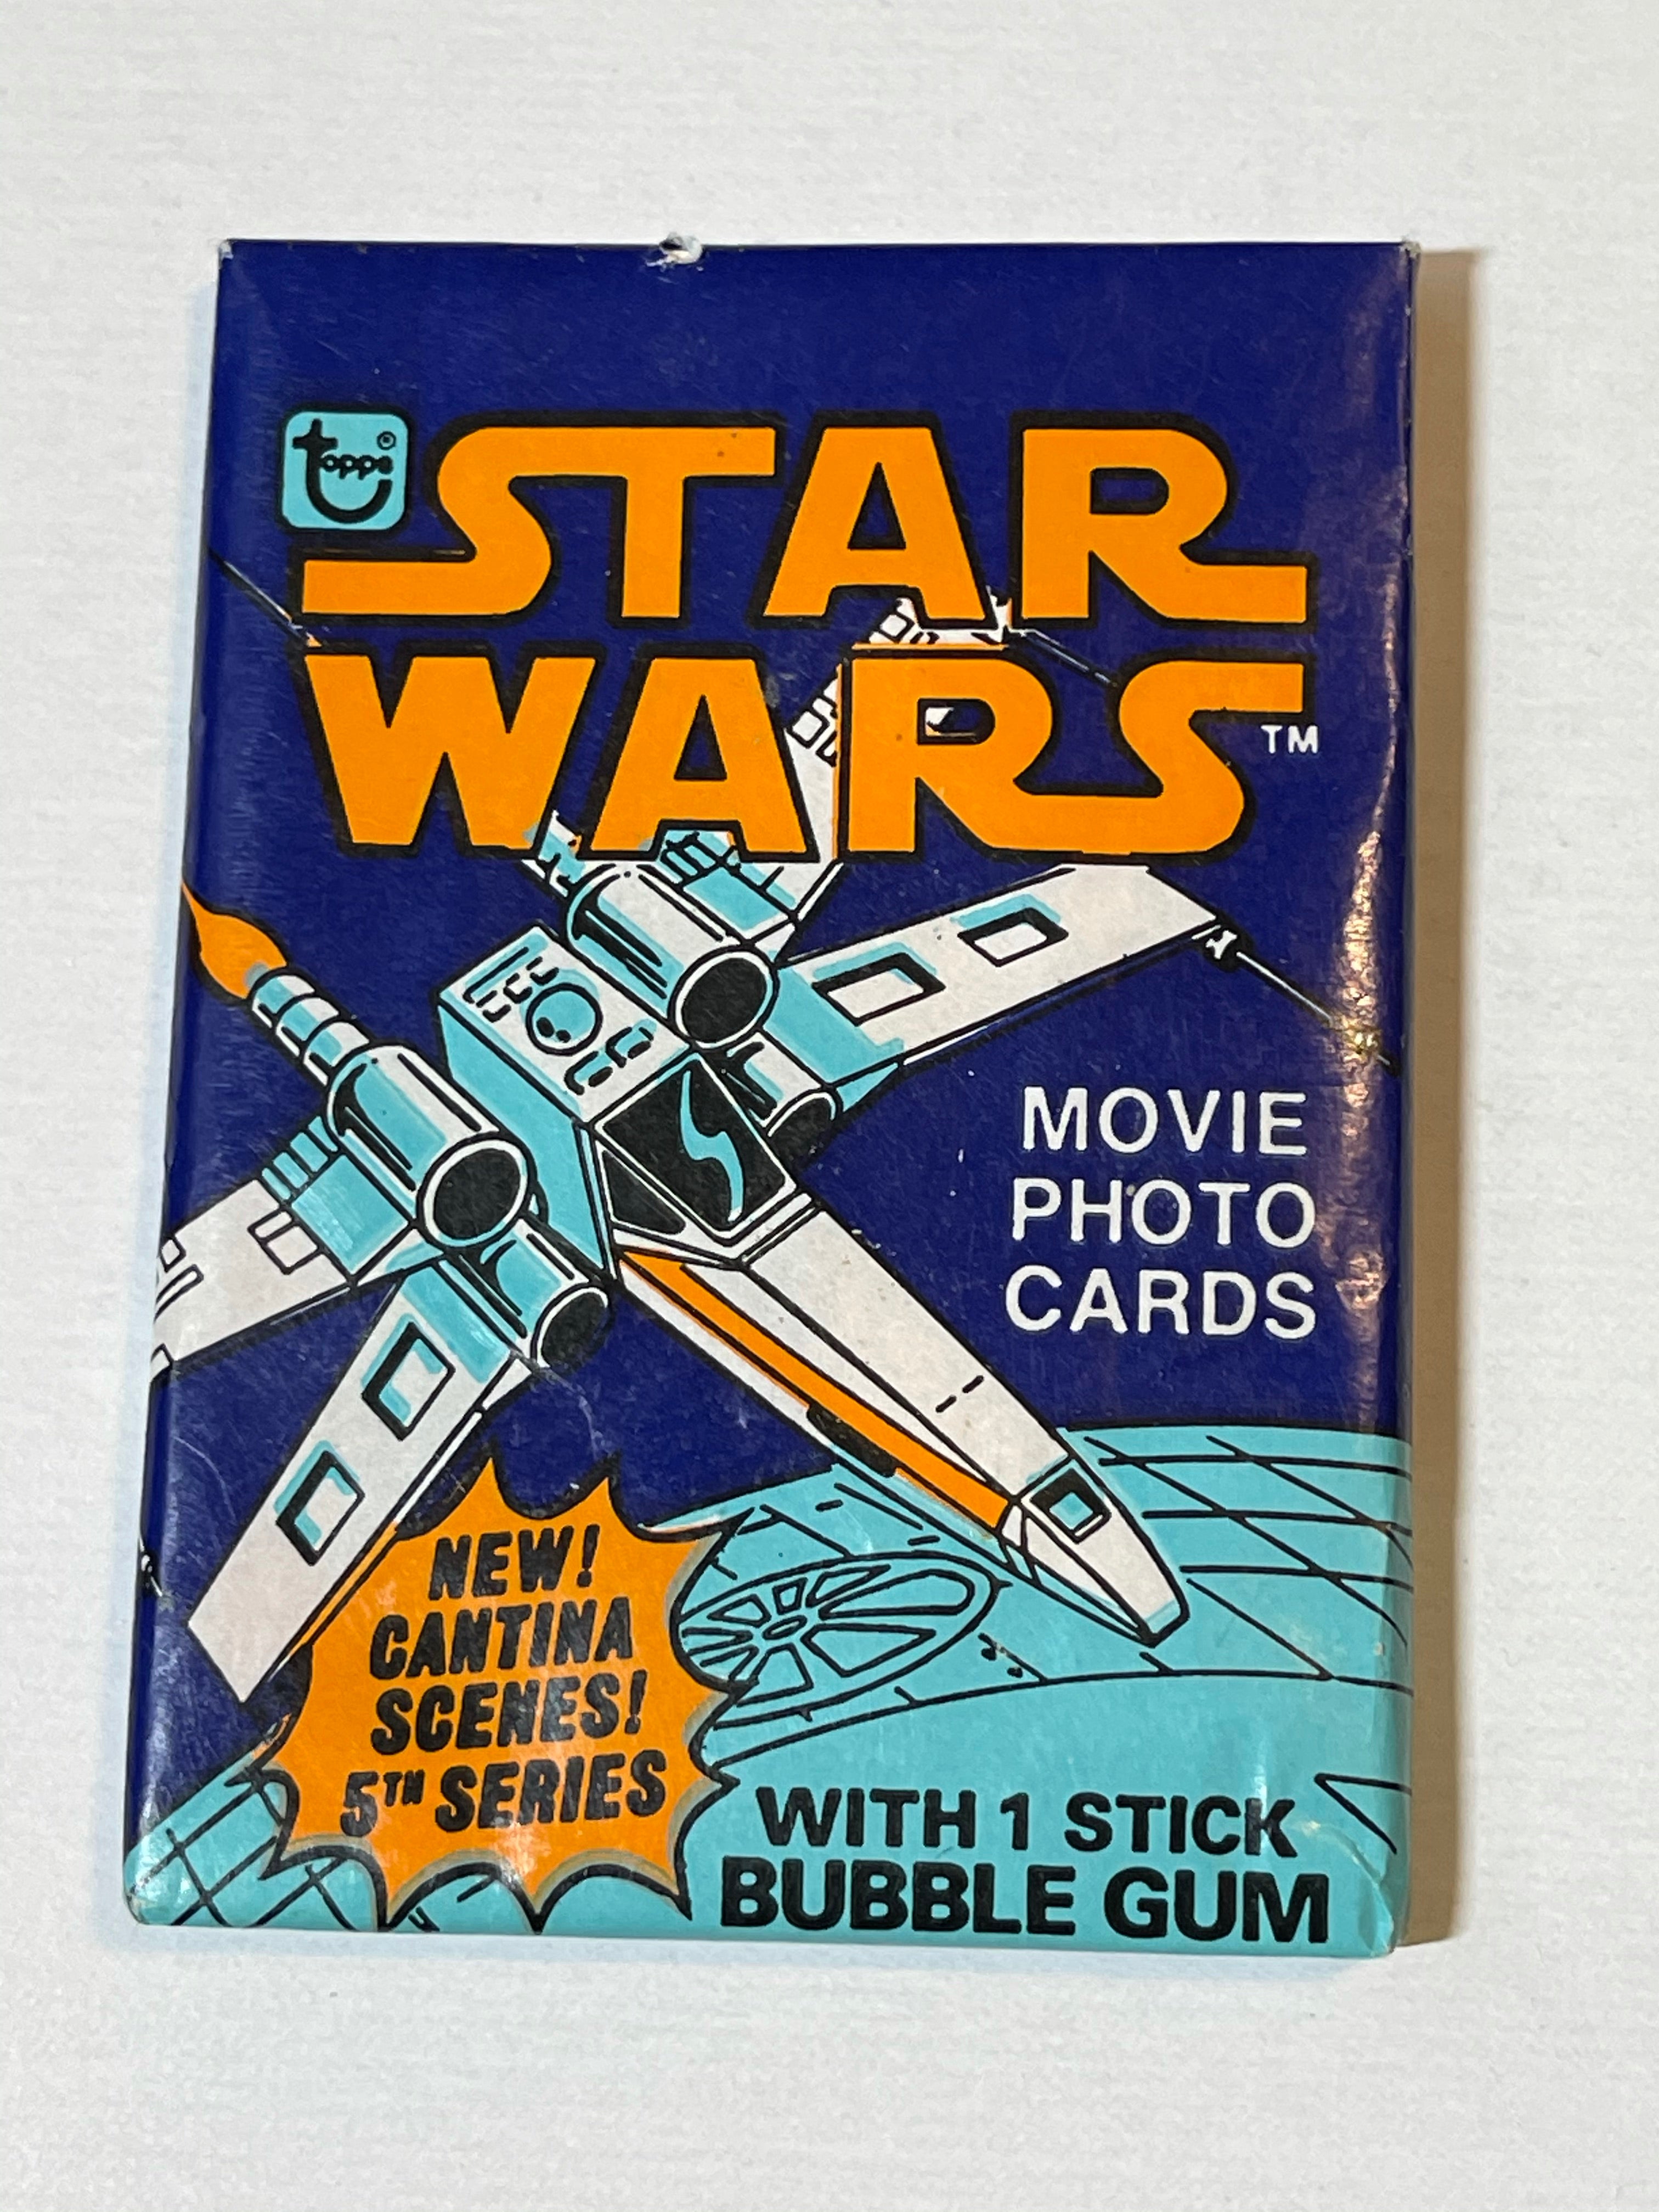 topps®
STAR
WARS™
MOVIE
PHOTO
CARDS
NEW!
CANTINA
SCENES!
5TH SERIES
WITH 1 STICK
BUBBLE GUM